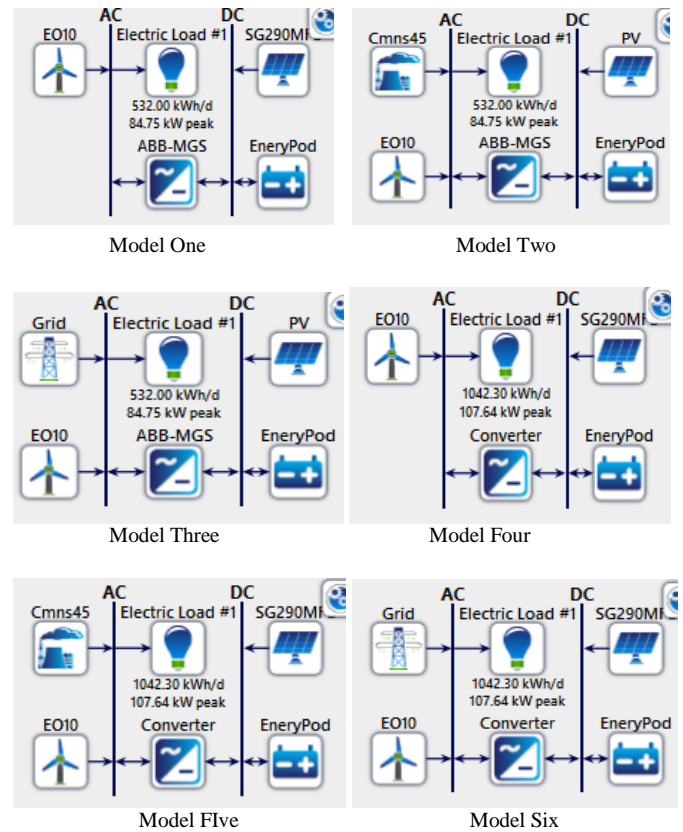 AC DC
EO10 Electric Load #1 SG290MF
532.00 kWh/d
84.75 kW peak
ABB-MGS EneryPod
Model One
AC DC
Cmns45 Electric Load #1 PV
532.00 kWh/d
84.75 kW peak
EO10 ABB-MGS EneryPod
Model Two
AC DC
Grid Electric Load #1 PV
532.00 kWh/d
84.75 kW peak
EO10 ABB-MGS EneryPod
Model Three
AC DC
EO10 Electric Load #1 SG290MF
1042.30 kWh/d
107.64 kW peak
Converter EneryPod
Model Four
AC DC
Cmns45 Electric Load #1 SG290MF
1042.30 kWh/d
107.64 kW peak
EO10 Converter EneryPod
Model FIve
AC DC
Grid Electric Load #1 SG290MF
1042.30 kWh/d
107.64 kW peak
EO10 Converter EneryPod
Model Six